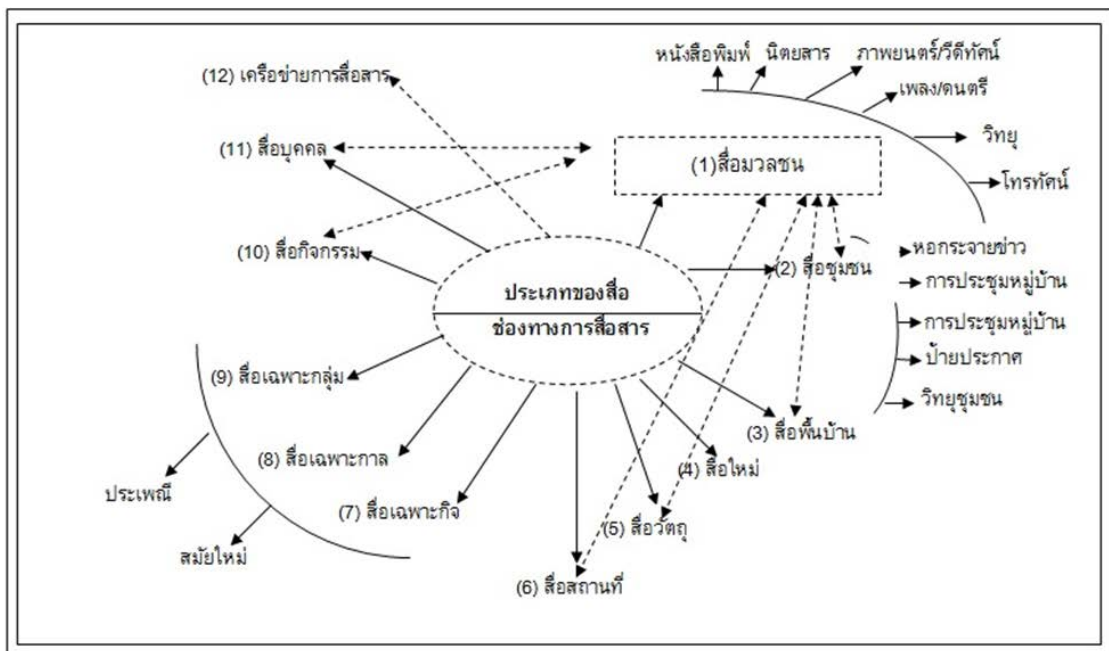 หนังสือพิมพ์
นิตยสาร
ภาพยนตร์/วีดีทัศน์
เพลง/ดนตรี
วิทยุ
โทรทัศน์
(12) เครือข่ายการสื่อสาร
(11) สื่อบุคคล
(1)สื่อมวลชน
(10) สื่อกิจกรรม
(2) สื่อชุมชน
หอกระจายข่าว
การประชุมหมู่บ้าน
การประชุมหมู่บ้าน
ป้ายประกาศ
วิทยุชุมชน
ประเภทของสื่อ
ช่องทางการสื่อสาร
(9) สื่อเฉพาะกลุ่ม
(3) สื่อพื้นบ้าน
(8) สื่อเฉพาะกาล
(4) สื่อใหม่
(7) สื่อเฉพาะกิจ
(5) สื่อวัตถุ
(6) สื่อสถานที่
ประเพณี
สมัยใหม่